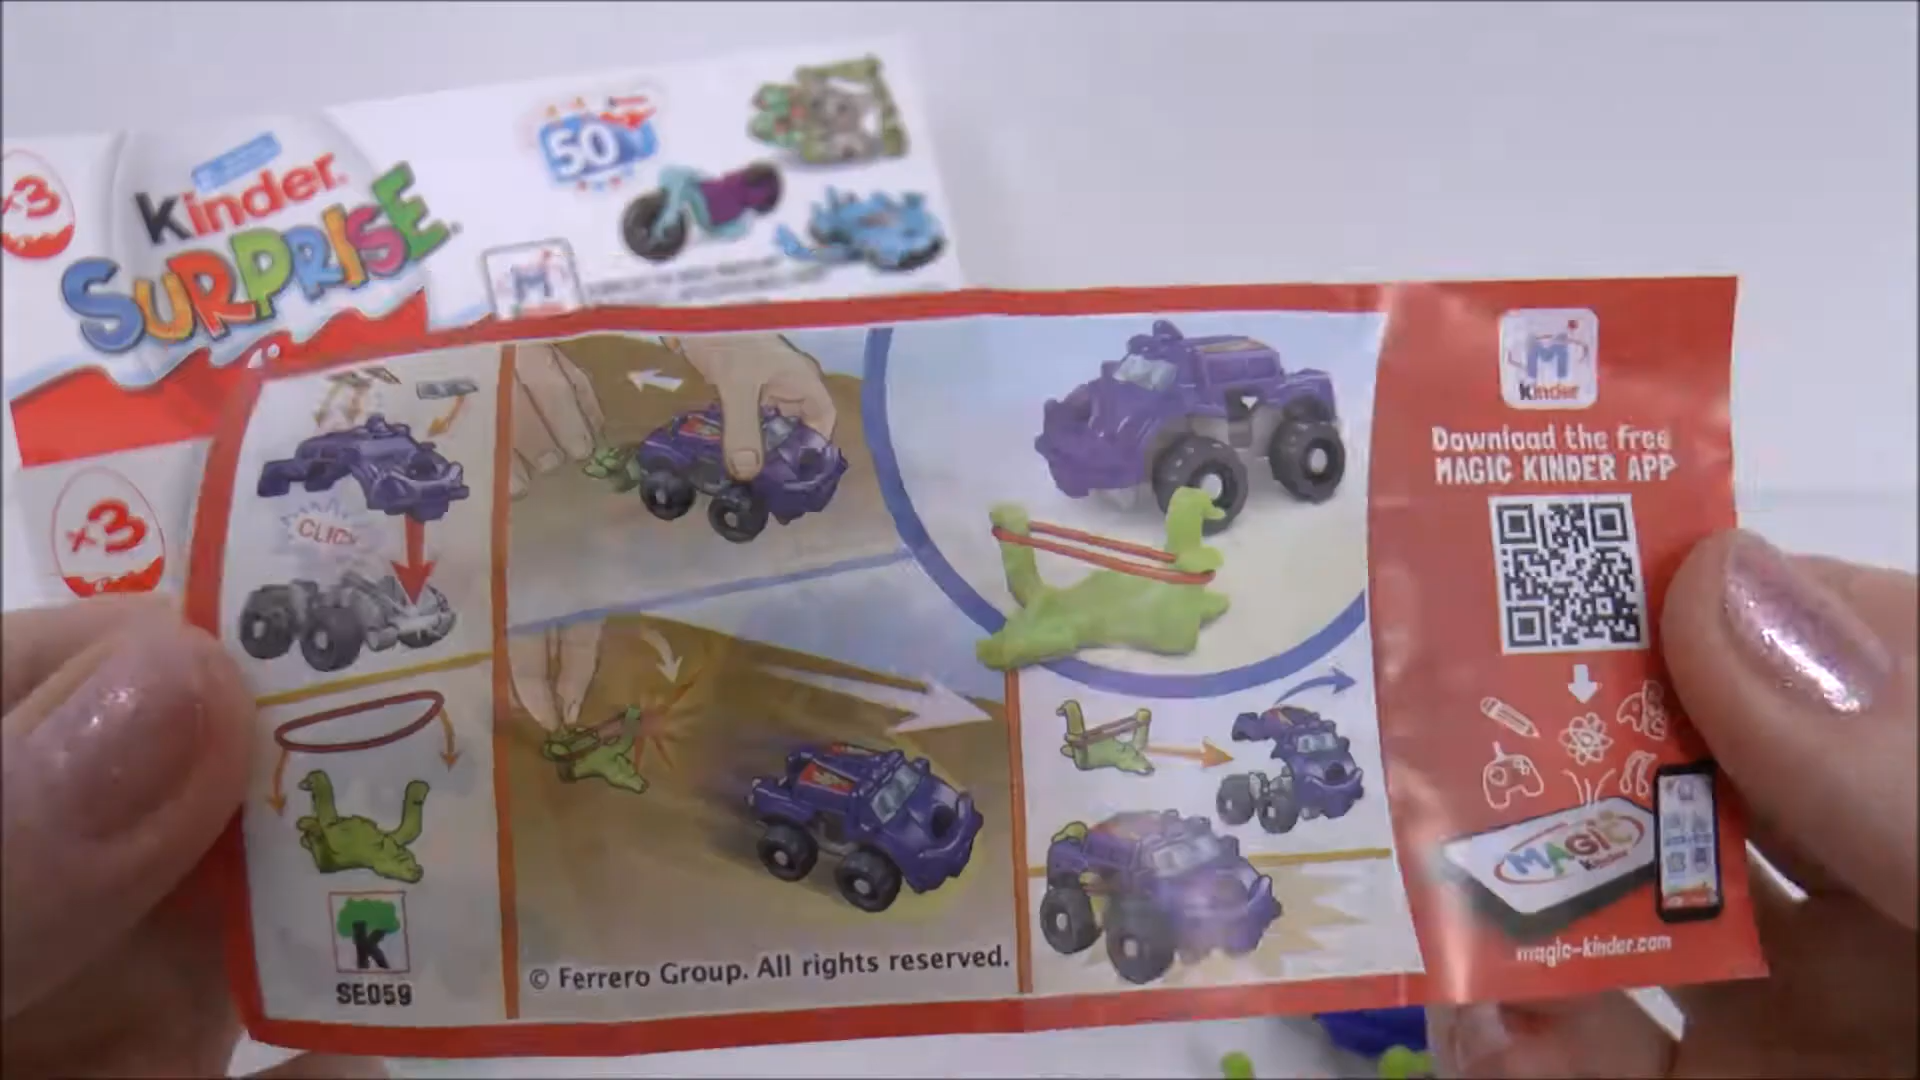 x3
kinder
SURPRISE
50
M
x3
CLICK
k
SE059
© Ferrero Group. All rights reserved.
M
kinder
Download the free
MAGIC KINDER APP
MAGIC
kinder
magic-kinder.com